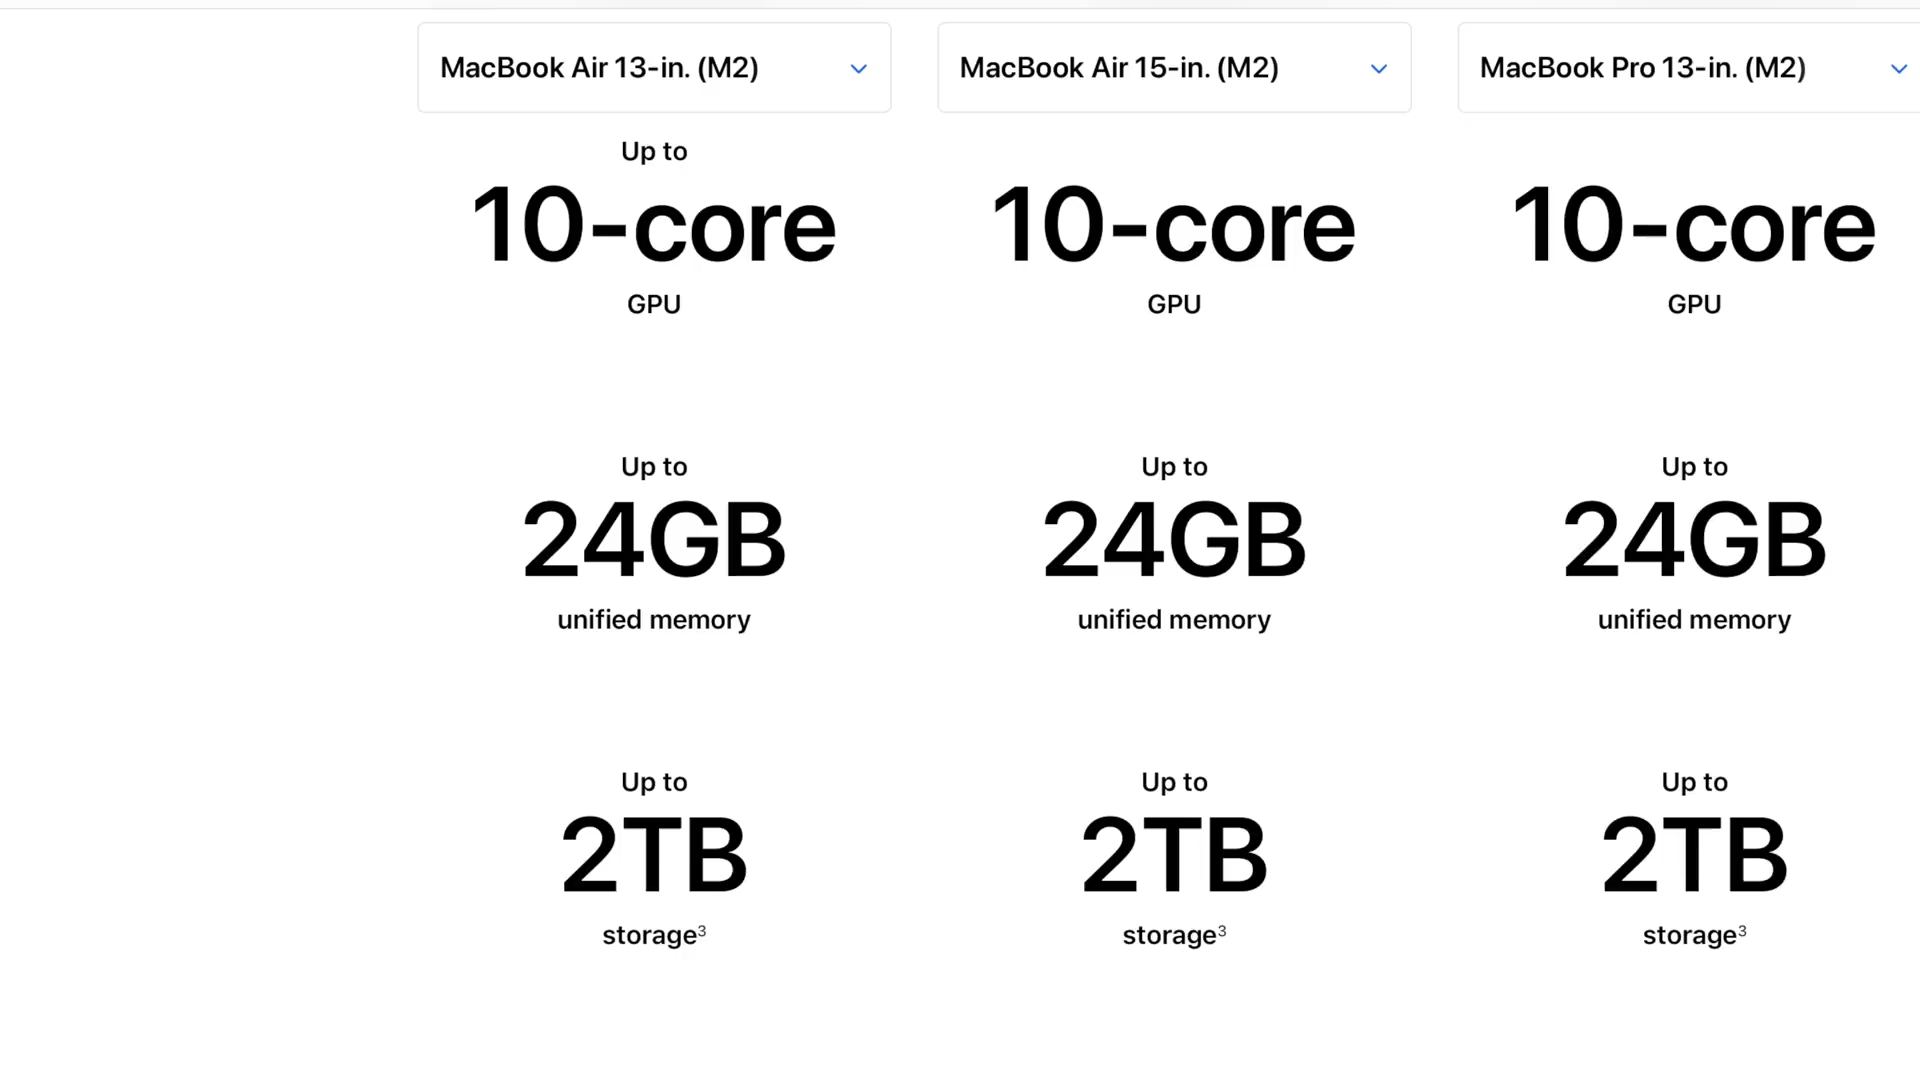 MacBook Air 13-in. (M2)
MacBook Air 15-in. (M2)
MacBook Pro 13-in. (M2)
Up to
10-core
GPU
10-core
GPU
10-core
GPU
Up to
24GB
unified memory
Up to
24GB
unified memory
Up to
24GB
unified memory
Up to
2TB
storage³
Up to
2TB
storage³
Up to
2TB
storage³